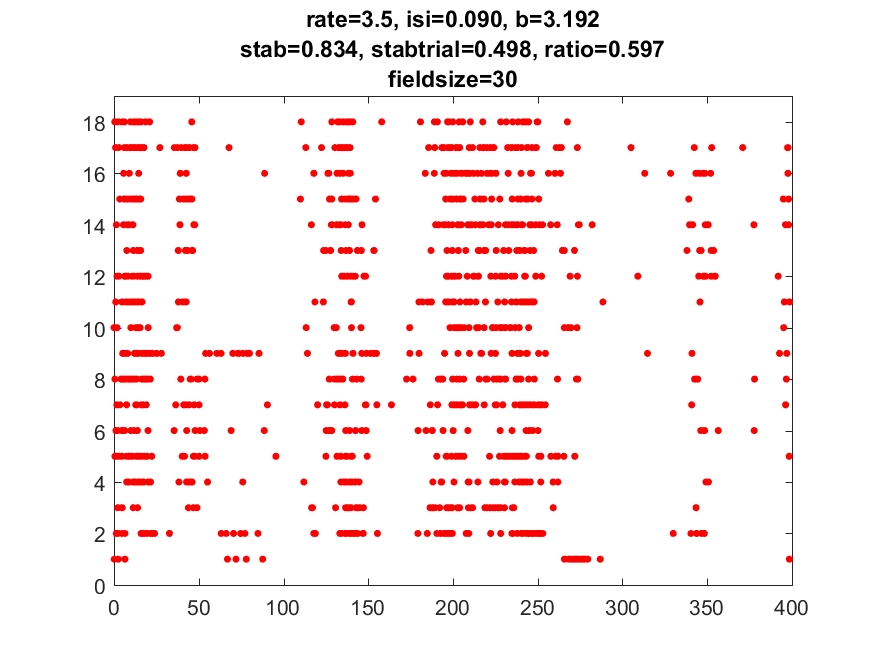 rate=3.5, isi=0.090, b=3.192
stab=0.834, stabtrial=0.498, ratio=0.597
fieldsize=30
18
16
14
12
10
8
6
4
2
0
0 50 100 150 200 250 300 350 400